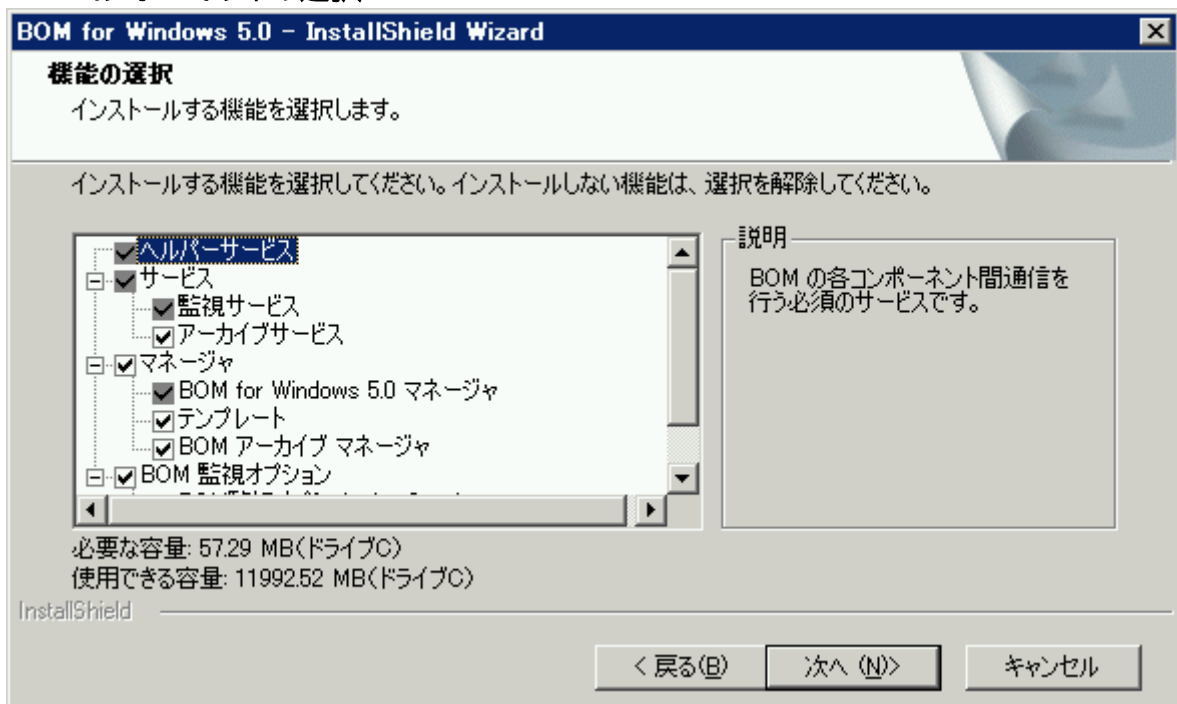 BOM for Windows 5.0 - InstallShield Wizard
機能の選択
インストールする機能を選択します。
インストールする機能を選択してください。インストールしない機能は、選択を解除してください。
ヘルパーサービス
サービス
監視サービス
アーカイブサービス
マネージャ
BOM for Windows 5.0 マネージャ
テンプレート
BOM アーカイブ マネージャ
BOM 監視オプション
説明
BOM の各コンポーネント間通信を
行う必須のサービスです。
必要な容量: 57.29 MB(ドライブC)
使用できる容量: 11992.52 MB(ドライブC)
InstallShield
< 戻る(B)
次へ (N)>
キャンセル